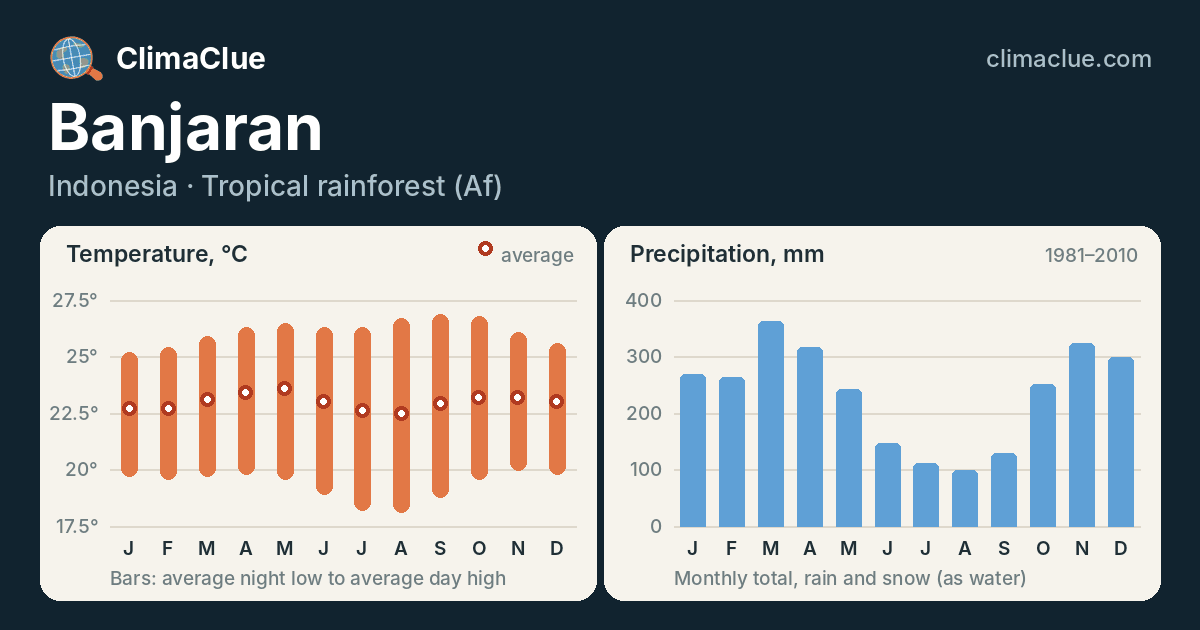 ClimaClue
climaclue.com
Banjaran
Indonesia · Tropical rainforest (Af)
Temperature, °C
average
27.5°
25°
22.5°
20°
17.5°
J F M A M J J A S O N D
Bars: average night low to average day high
Precipitation, mm
1981–2010
400
300
200
100
0
J F M A M J J A S O N D
Monthly total, rain and snow (as water)